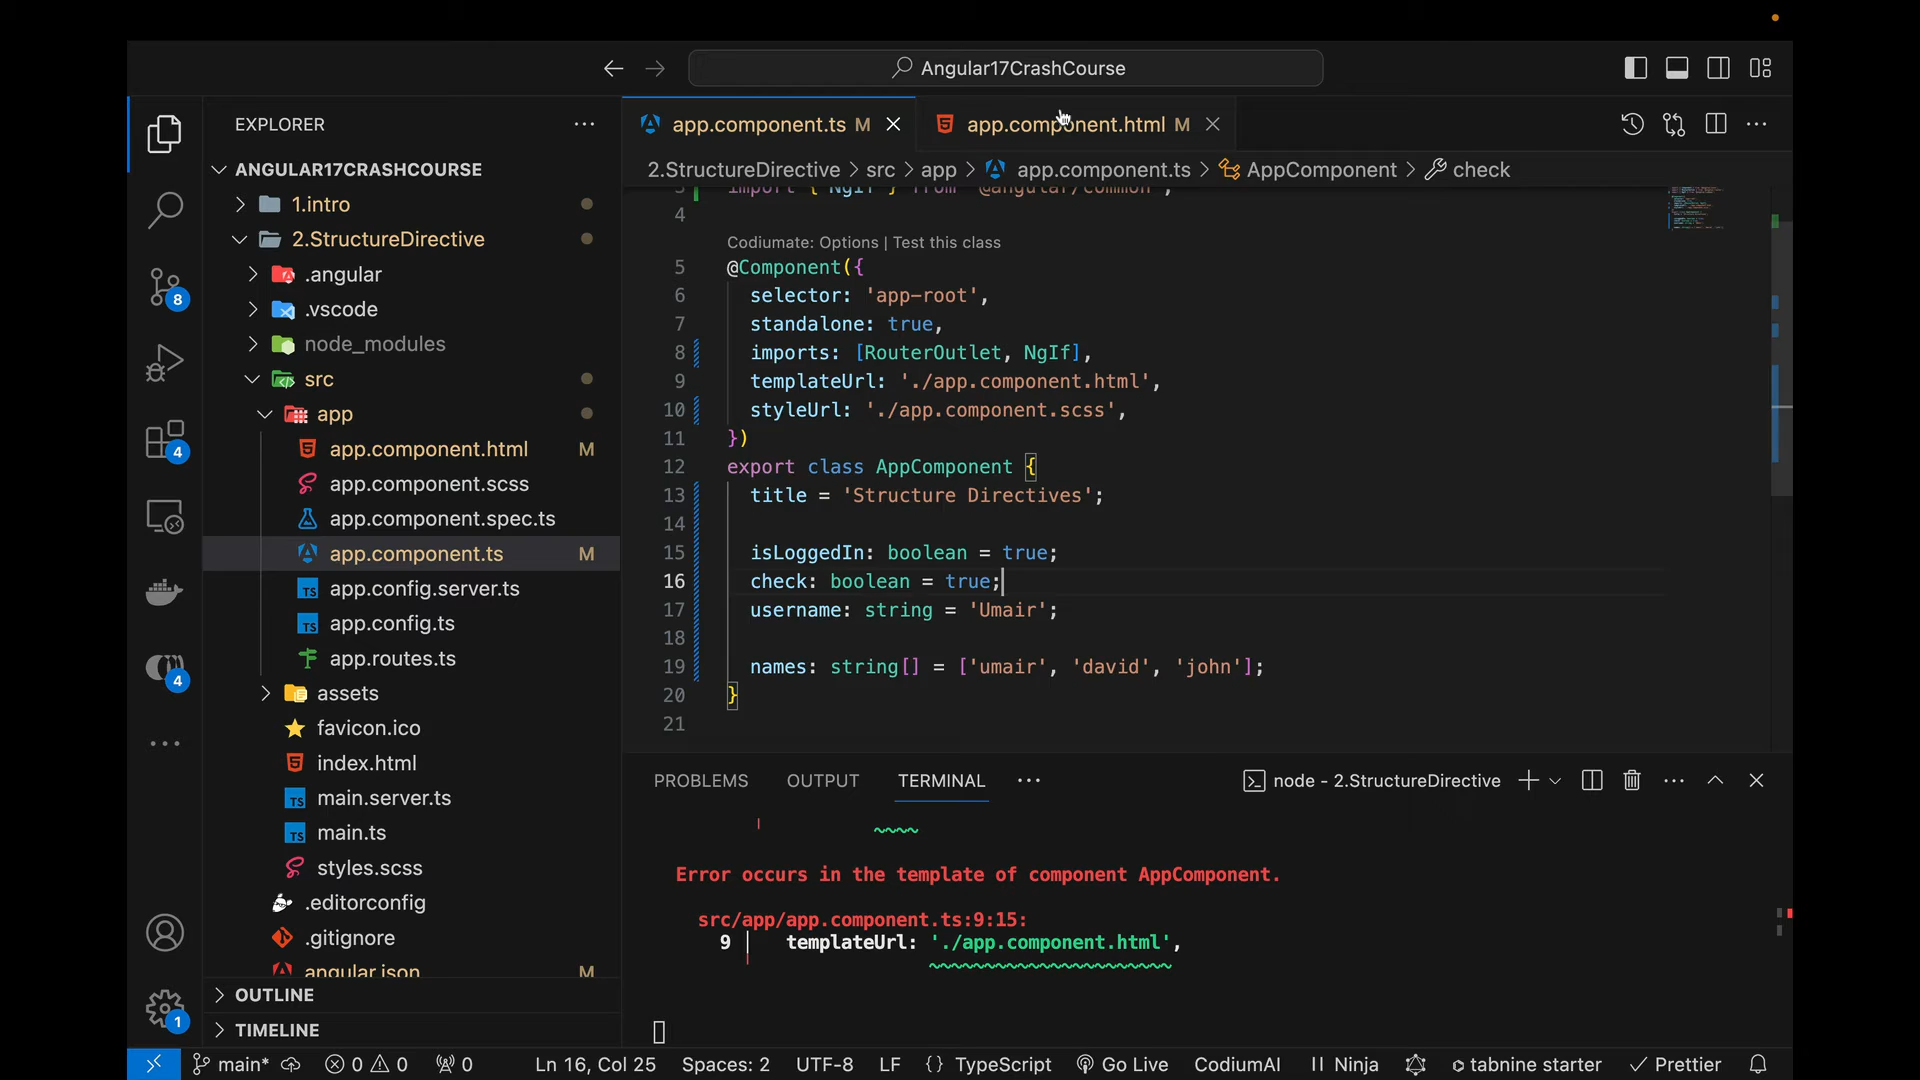 Angular17CrashCourse
EXPLORER
ANGULAR17CRASHCOURSE
1.intro
2.StructureDirective
.angular
.vscode
node_modules
src
app
app.component.html M
app.component.scss
app.component.spec.ts
app.component.ts M
app.config.server.ts
app.config.ts
app.routes.ts
assets
favicon.ico
index.html
main.server.ts
main.ts
styles.scss
.editorconfig
.gitignore
angular.json M
OUTLINE
TIMELINE
8
4
4
1
app.component.ts M
app.component.html M
2.StructureDirective > src > app > app.component.ts > AppComponent > check
3 import { NgIf } from '@angular/common';
4
Codiumate: Options | Test this class
5 @Component({
6 selector: 'app-root',
7 standalone: true,
8 imports: [RouterOutlet, NgIf],
9 templateUrl: './app.component.html',
10 styleUrl: './app.component.scss',
11 })
12 export class AppComponent {
13 title = 'Structure Directives';
14
15 isLoggedIn: boolean = true;
16 check: boolean = true;
17 username: string = 'Umair';
18
19 names: string[] = ['umair', 'david', 'john'];
20 }
21
PROBLEMS OUTPUT TERMINAL
node - 2.StructureDirective
Error occurs in the template of component AppComponent.
src/app/app.component.ts:9:15:
9 │ templateUrl: './app.component.html',
main* 0 0 0 Ln 16, Col 25 Spaces: 2 UTF-8 LF {} TypeScript Go Live CodiumAI Ninja tabnine starter Prettier